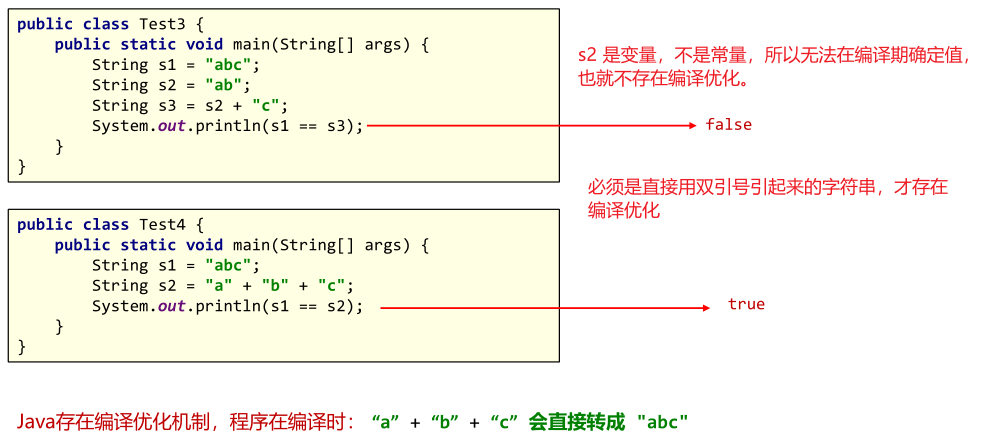 public class Test3 {
    public static void main(String[] args) {
        String s1 = "abc";
        String s2 = "ab";
        String s3 = s2 + "c";
        System.out.println(s1 == s3);
    }
}
s2 是变量，不是常量，所以无法在编译期确定值，
也就不存在编译优化。
false
必须是直接用双引号引起来的字符串，才存在
编译优化
public class Test4 {
    public static void main(String[] args) {
        String s1 = "abc";
        String s2 = "a" + "b" + "c";
        System.out.println(s1 == s2);
    }
}
true
Java存在编译优化机制，程序在编译时： “a” + “b” + “c” 会直接转成 "abc"